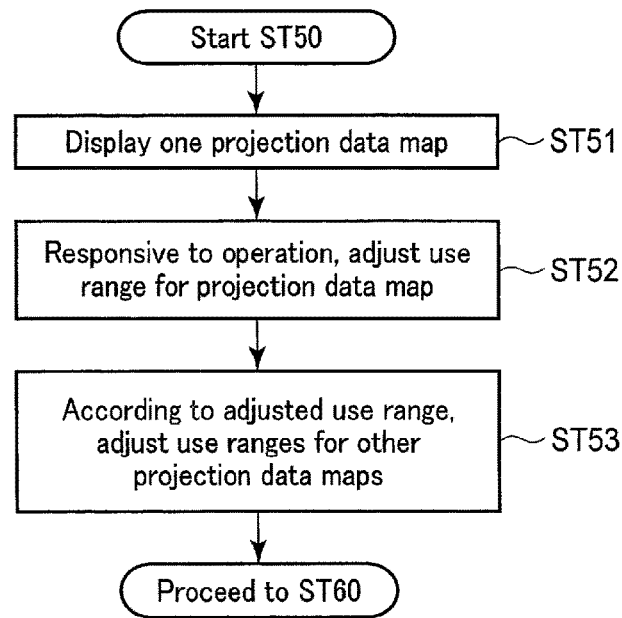 Start ST50
Display one projection data map
ST51
Responsive to operation, adjust use
range for projection data map
ST52
According to adjusted use range,
adjust use ranges for other
projection data maps
ST53
Proceed to ST60